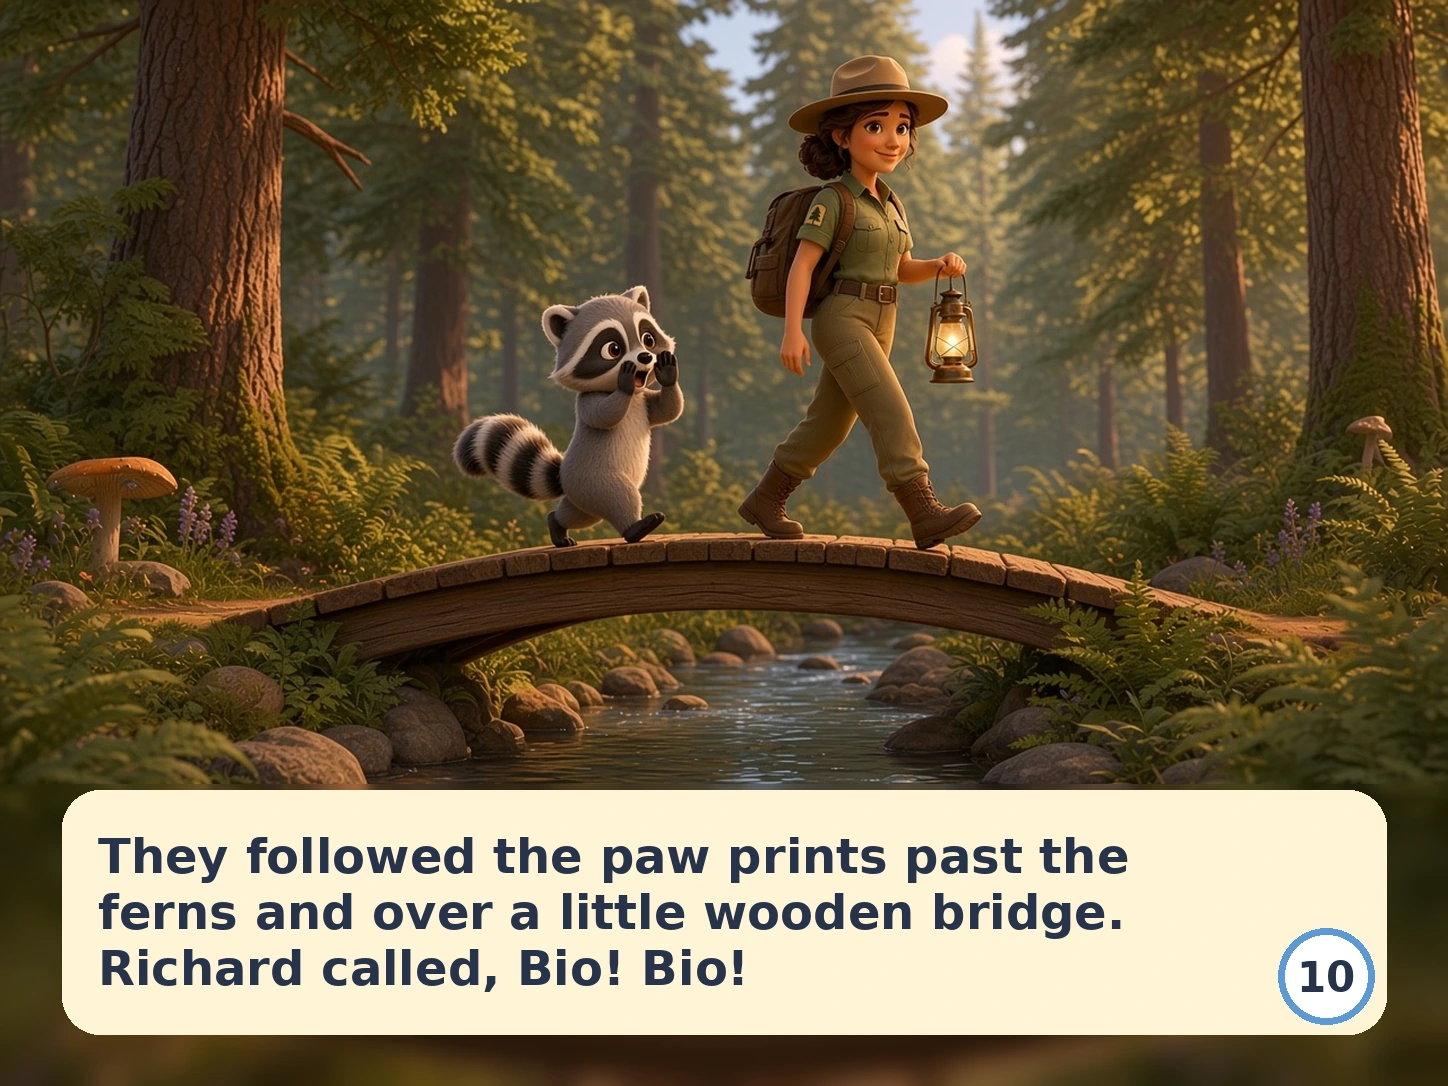 They followed the paw prints past the
ferns and over a little wooden bridge.
Richard called, Bio! Bio!
10